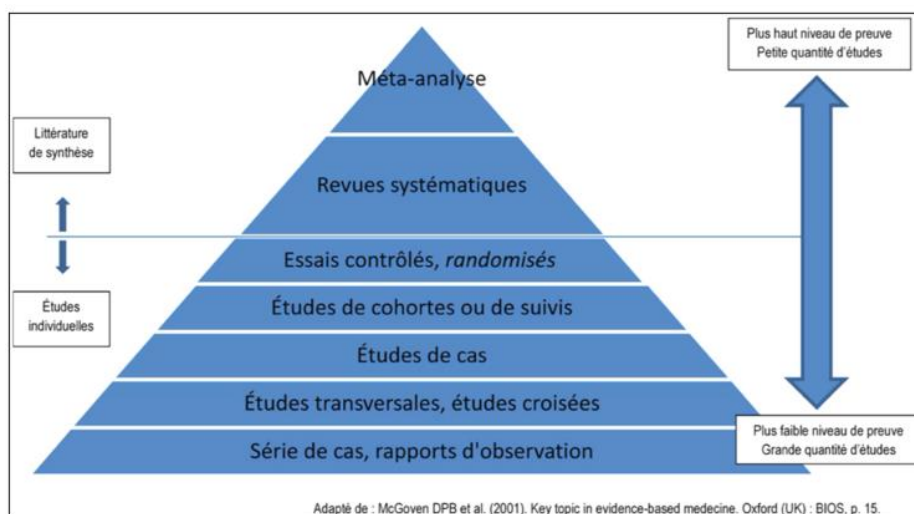 Méta-analyse
Revues systématiques
Essais contrôlés, randomisés
Études de cohortes ou de suivis
Études de cas
Études transversales, études croisées
Série de cas, rapports d'observation
Littérature
de synthèse
Études
individuelles
Plus haut niveau de preuve
Petite quantité d'études
Plus faible niveau de preuve
Grande quantité d'études
Adapté de : McGoven DPB et al. (2001). Key topic in evidence-based medecine. Oxford (UK) : BIOS, p. 15.